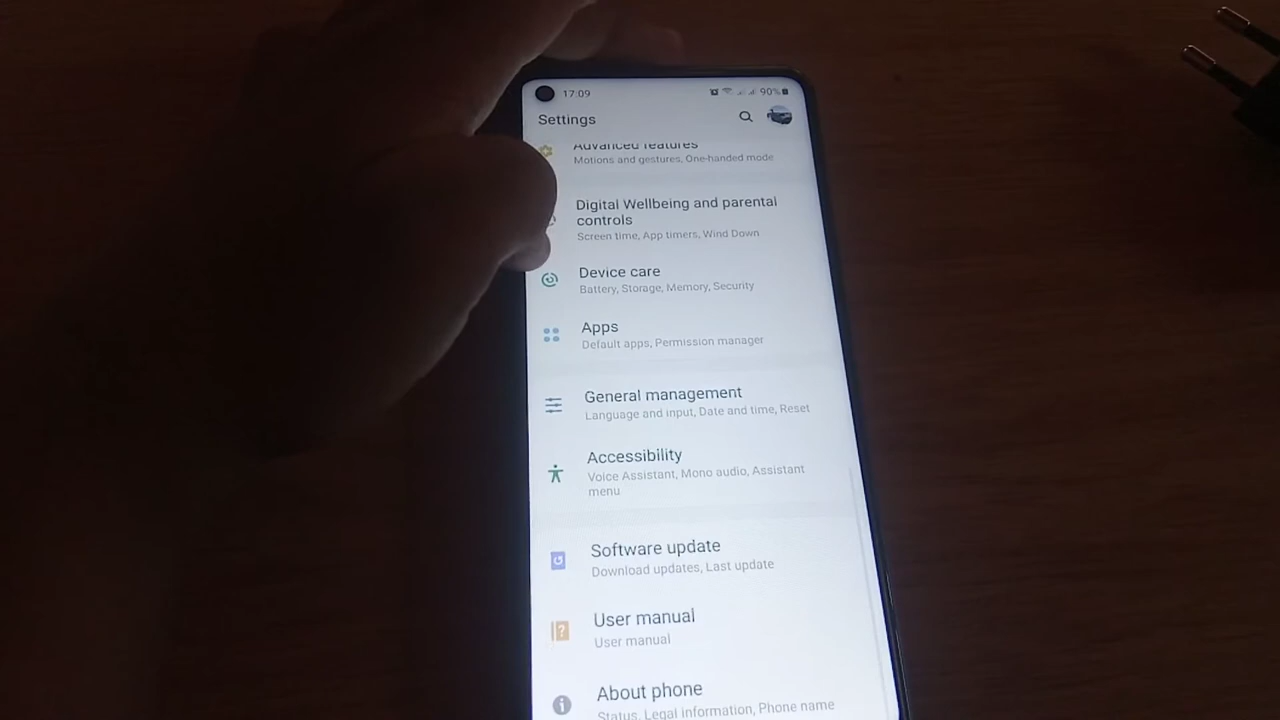 17:09
90%
Settings
Advanced features
Motions and gestures, One-handed mode
Digital Wellbeing and parental
controls
Screen time, App timers, Wind Down
Device care
Battery, Storage, Memory, Security
Apps
Default apps, Permission manager
General management
Language and input, Date and time, Reset
Accessibility
Voice Assistant, Mono audio, Assistant
menu
Software update
Download updates, Last update
User manual
User manual
About phone
Status, Legal information, Phone name